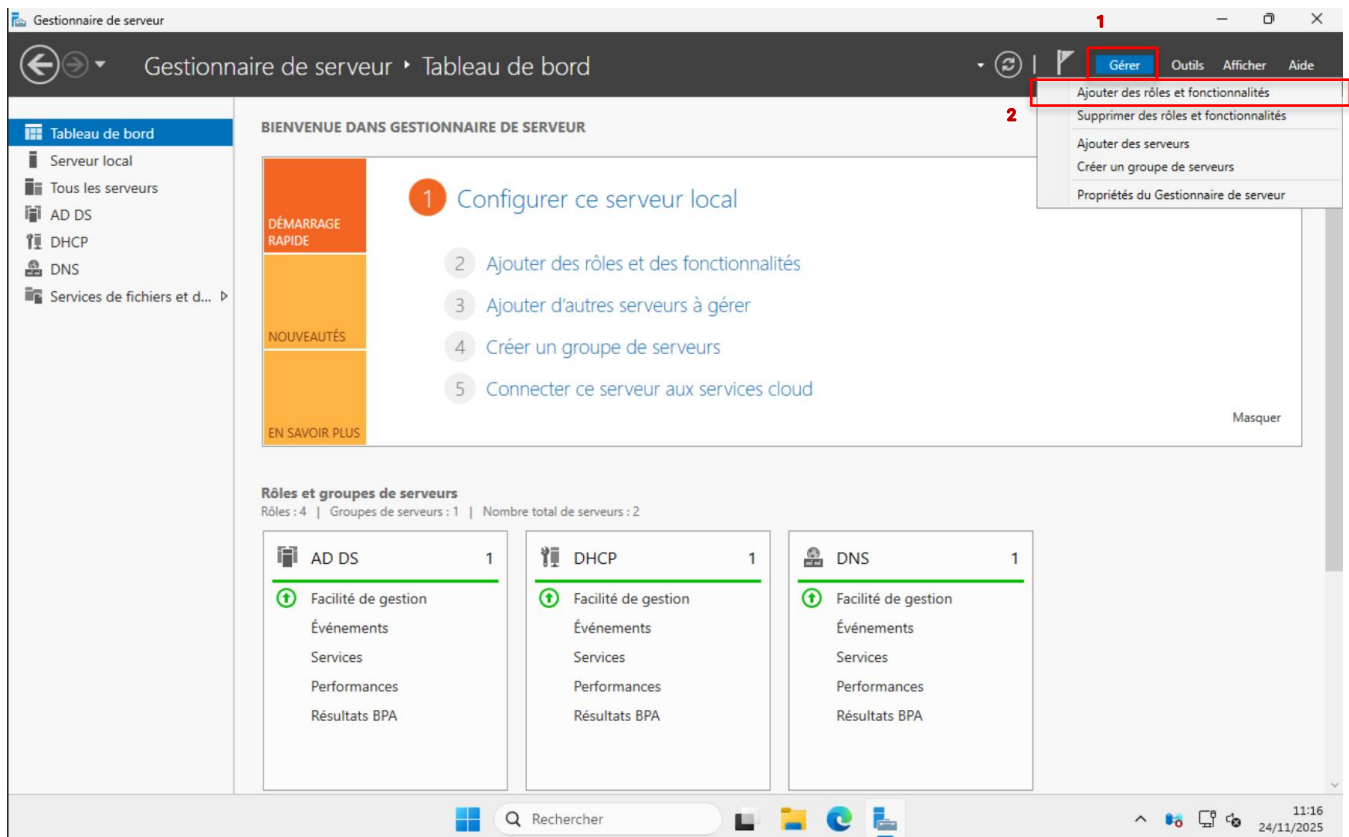 Gestionnaire de serveur
1
Gestionnaire de serveur ‣ Tableau de bord
Gérer Outils Afficher Aide
2
Ajouter des rôles et fonctionnalités
Supprimer des rôles et fonctionnalités
Ajouter des serveurs
Créer un groupe de serveurs
Propriétés du Gestionnaire de serveur
Tableau de bord
Serveur local
Tous les serveurs
AD DS
DHCP
DNS
Services de fichiers et d...
BIENVENUE DANS GESTIONNAIRE DE SERVEUR
DÉMARRAGE
RAPIDE
NOUVEAUTÉS
EN SAVOIR PLUS
1 Configurer ce serveur local
2 Ajouter des rôles et des fonctionnalités
3 Ajouter d’autres serveurs à gérer
4 Créer un groupe de serveurs
5 Connecter ce serveur aux services cloud
Masquer
Rôles et groupes de serveurs
Rôles : 4 | Groupes de serveurs : 1 | Nombre total de serveurs : 2
AD DS 1
Facilité de gestion
Événements
Services
Performances
Résultats BPA
DHCP 1
Facilité de gestion
Événements
Services
Performances
Résultats BPA
DNS 1
Facilité de gestion
Événements
Services
Performances
Résultats BPA
Rechercher
11:16
24/11/2025